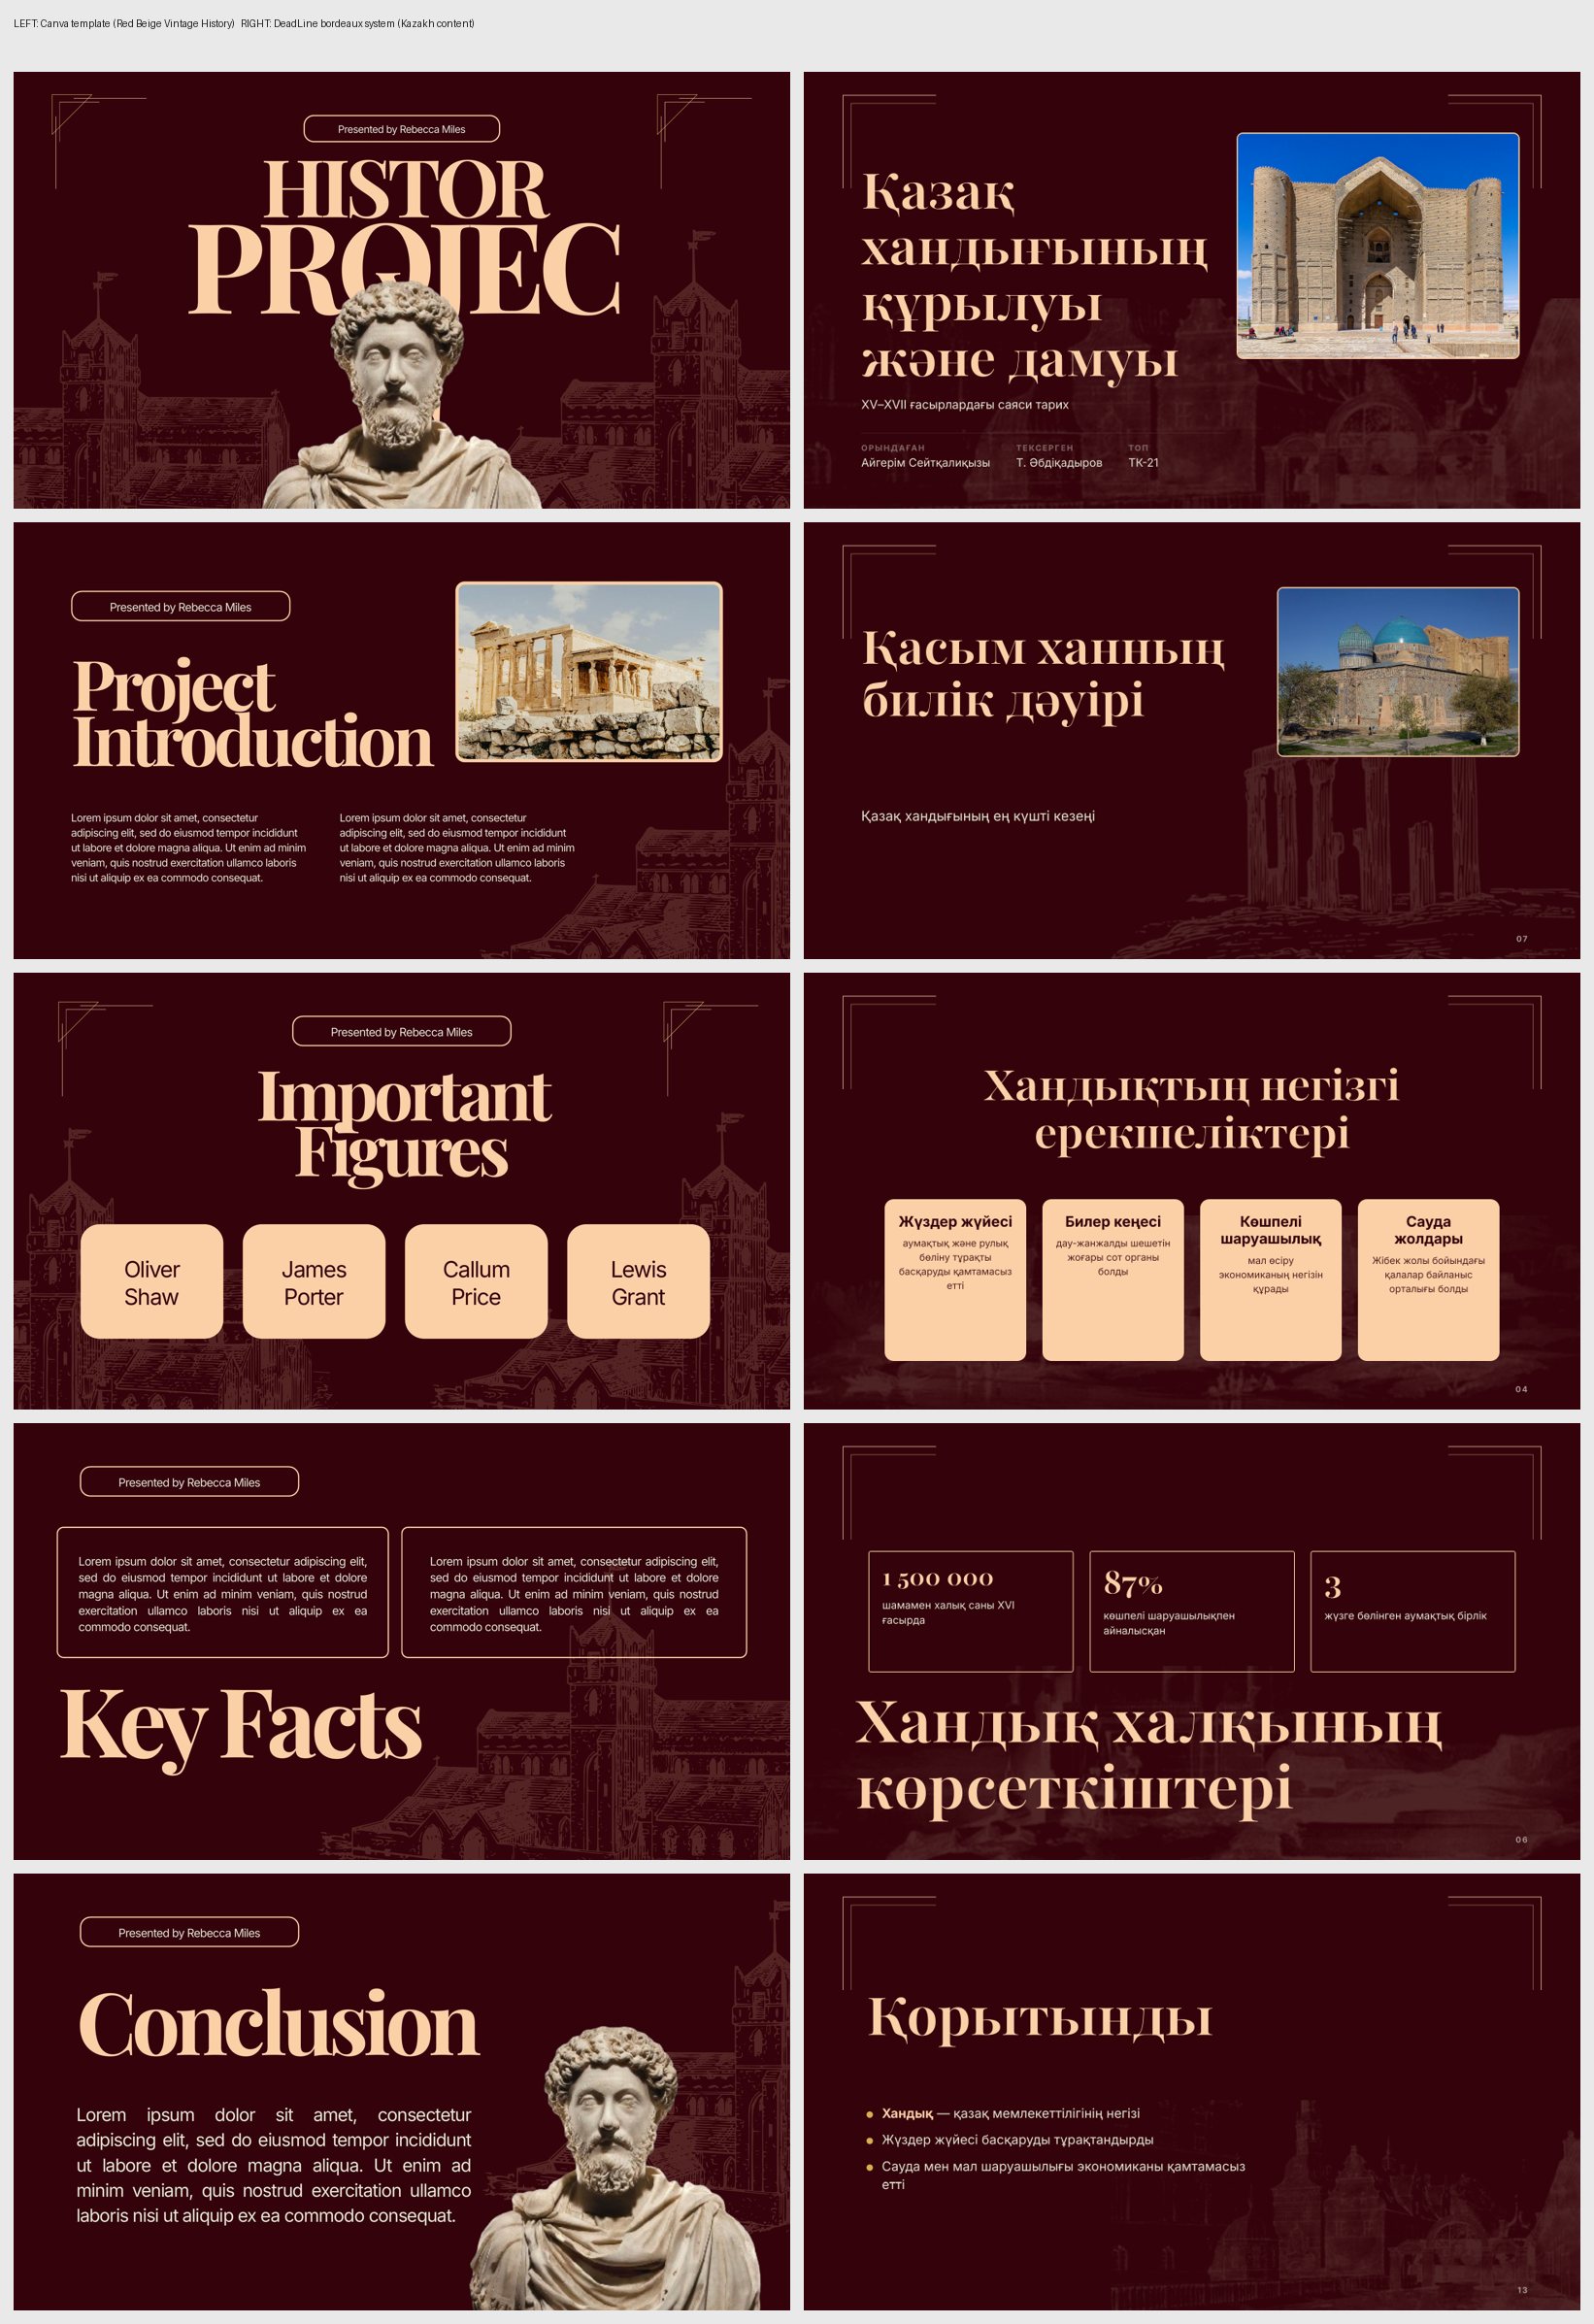 LEFT: Canva template (Red Beige Vintage History) RIGHT: DeadLine bordeaux system (Kazakh content)
Presented by Rebecca Miles
HISTOR
PROJEC
Қазақ
хандығының
құрылуы
және дамуы
XV–XVII ғасырлардағы саяси тарих
ОРЫНДАҒАН ТЕКСЕРГЕН ТОП
Айгерім Сейтқалиқызы Т. Әбдіқадыров ТК-21
Presented by Rebecca Miles
Project
Introduction
Lorem ipsum dolor sit amet, consectetur
adipiscing elit, sed do eiusmod tempor incididunt
ut labore et dolore magna aliqua. Ut enim ad minim
veniam, quis nostrud exercitation ullamco laboris
nisi ut aliquip ex ea commodo consequat.
Lorem ipsum dolor sit amet, consectetur
adipiscing elit, sed do eiusmod tempor incididunt
ut labore et dolore magna aliqua. Ut enim ad minim
veniam, quis nostrud exercitation ullamco laboris
nisi ut aliquip ex ea commodo consequat.
Қасым ханның
билік дәуірі
Қазақ хандығының ең күшті кезеңі
07
Presented by Rebecca Miles
Important
Figures
Oliver
Shaw
James
Porter
Callum
Price
Lewis
Grant
Хандықтың негізгі
ерекшеліктері
Жүздер жүйесі
аумақтық және рулық
бөліну тұрақты
басқаруды қамтамасыз
етті
Билер кеңесі
дау-жанжалды шешетін
жоғары сот органы
болды
Көшпелі
шаруашылық
мал өсіру
экономиканың негізін
құрады
Сауда
жолдары
Жібек жолы бойындағы
қалалар байланыс
орталығы болды
04
Presented by Rebecca Miles
Lorem ipsum dolor sit amet, consectetur adipiscing elit,
sed do eiusmod tempor incididunt ut labore et dolore
magna aliqua. Ut enim ad minim veniam, quis nostrud
exercitation ullamco laboris nisi ut aliquip ex ea
commodo consequat.
Lorem ipsum dolor sit amet, consectetur adipiscing elit,
sed do eiusmod tempor incididunt ut labore et dolore
magna aliqua. Ut enim ad minim veniam, quis nostrud
exercitation ullamco laboris nisi ut aliquip ex ea
commodo consequat.
Key Facts
1 500 000
шамамен халық саны XVI
ғасырда
87%
көшпелі шаруашылықпен
айналысқан
3
жүзге бөлінген аумақтық бірлік
Хандық халқының
көрсеткіштері
06
Presented by Rebecca Miles
Conclusion
Lorem ipsum dolor sit amet, consectetur
adipiscing elit, sed do eiusmod tempor incididunt
ut labore et dolore magna aliqua. Ut enim ad
minim veniam, quis nostrud exercitation ullamco
laboris nisi ut aliquip ex ea commodo consequat.
Қорытынды
Хандық — қазақ мемлекеттілігінің негізі
Жүздер жүйесі басқаруды тұрақтандырды
Сауда мен мал шаруашылығы экономиканы қамтамасыз
етті
13